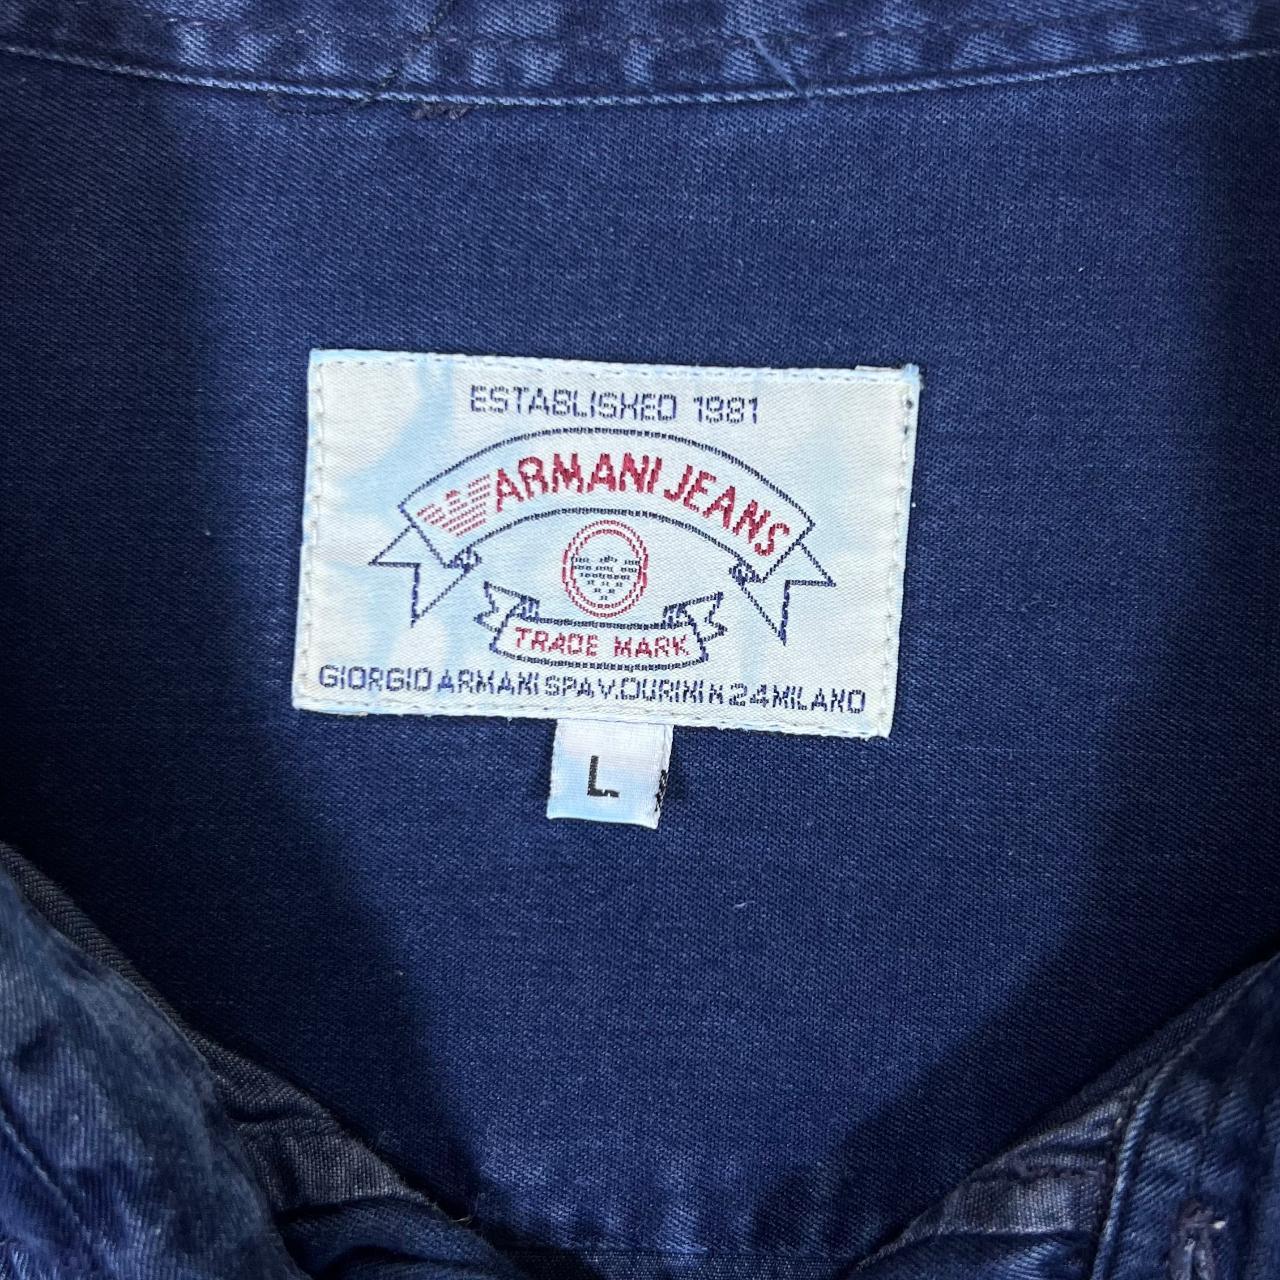 ESTABLISHED 1981
ARMANI JEANS
TRADE MARK
GIORGIO ARMANI SPA V.DURINI N 24 MILANO
L